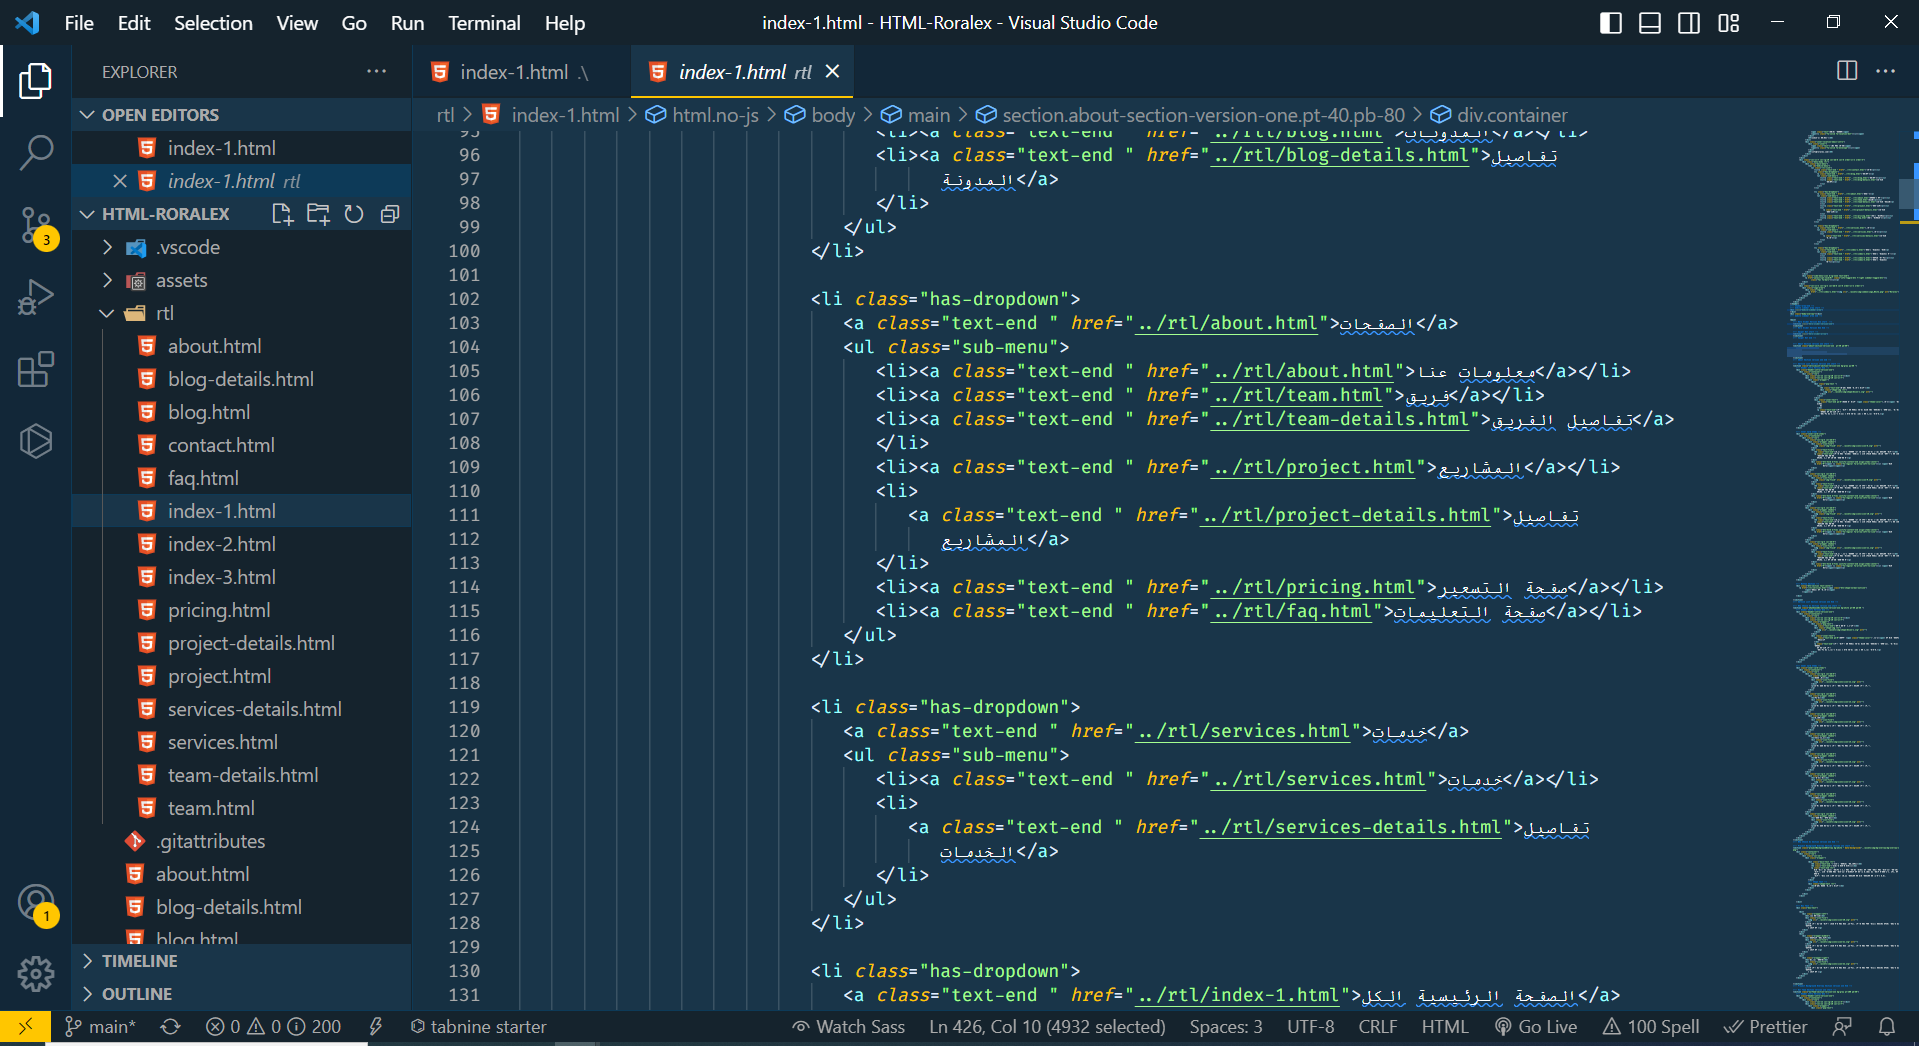 File Edit Selection View Go Run Terminal Help
index-1.html - HTML-Roralex - Visual Studio Code
EXPLORER
OPEN EDITORS
index-1.html
index-1.html rtl
HTML-RORALEX
.vscode
assets
rtl
about.html
blog-details.html
blog.html
contact.html
faq.html
index-1.html
index-2.html
index-3.html
pricing.html
project-details.html
project.html
services-details.html
services.html
team-details.html
team.html
.gitattributes
about.html
blog-details.html
blog.html
TIMELINE
OUTLINE
3
1
index-1.html .\
index-1.html rtl
rtl > index-1.html > html.no-js > body > main > section.about-section-version-one.pt-40.pb-80 > div.container
95 <li><a class="text-end " href="../rtl/blog.html ">المدونات</a></li>
96 <li><a class="text-end " href="../rtl/blog-details.html">تفاصيل
97 المدونة</a>
98 </li>
99 </ul>
100 </li>
101
102 <li class="has-dropdown">
103 <a class="text-end " href="../rtl/about.html">الصفحات</a>
104 <ul class="sub-menu">
105 <li><a class="text-end " href="../rtl/about.html">معلومات عنا</a></li>
106 <li><a class="text-end " href="../rtl/team.html">فريق</a></li>
107 <li><a class="text-end " href="../rtl/team-details.html">تفاصيل الفريق</a>
108 </li>
109 <li><a class="text-end " href="../rtl/project.html">المشاريع</a></li>
110 <li>
111 <a class="text-end " href="../rtl/project-details.html">تفاصيل
112 المشاريع</a>
113 </li>
114 <li><a class="text-end " href="../rtl/pricing.html">صفحة التسعير</a></li>
115 <li><a class="text-end " href="../rtl/faq.html">صفحة التعليمات</a></li>
116 </ul>
117 </li>
118
119 <li class="has-dropdown">
120 <a class="text-end " href="../rtl/services.html">خدمات</a>
121 <ul class="sub-menu">
122 <li><a class="text-end " href="../rtl/services.html">خدمات</a></li>
123 <li>
124 <a class="text-end " href="../rtl/services-details.html">تفاصيل
125 الخدمات</a>
126 </li>
127 </ul>
128 </li>
129
130 <li class="has-dropdown">
131 <a class="text-end " href="../rtl/index-1.html">الصفحة الرئيسية الكل</a>
main* 0 0 200 tabnine starter Watch Sass Ln 426, Col 10 (4932 selected) Spaces: 3 UTF-8 CRLF HTML Go Live 100 Spell Prettier